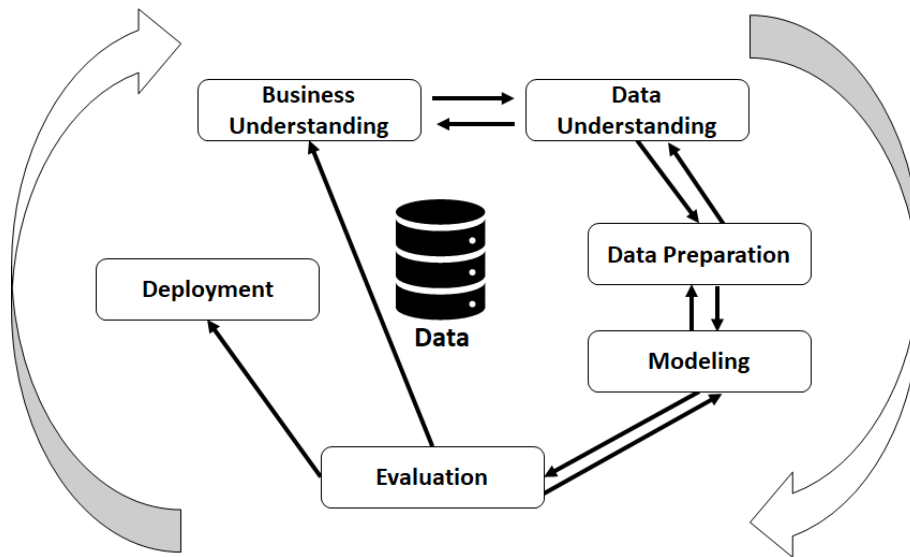 Business
Understanding
Data
Understanding
Data Preparation
Deployment
Data
Modeling
Evaluation